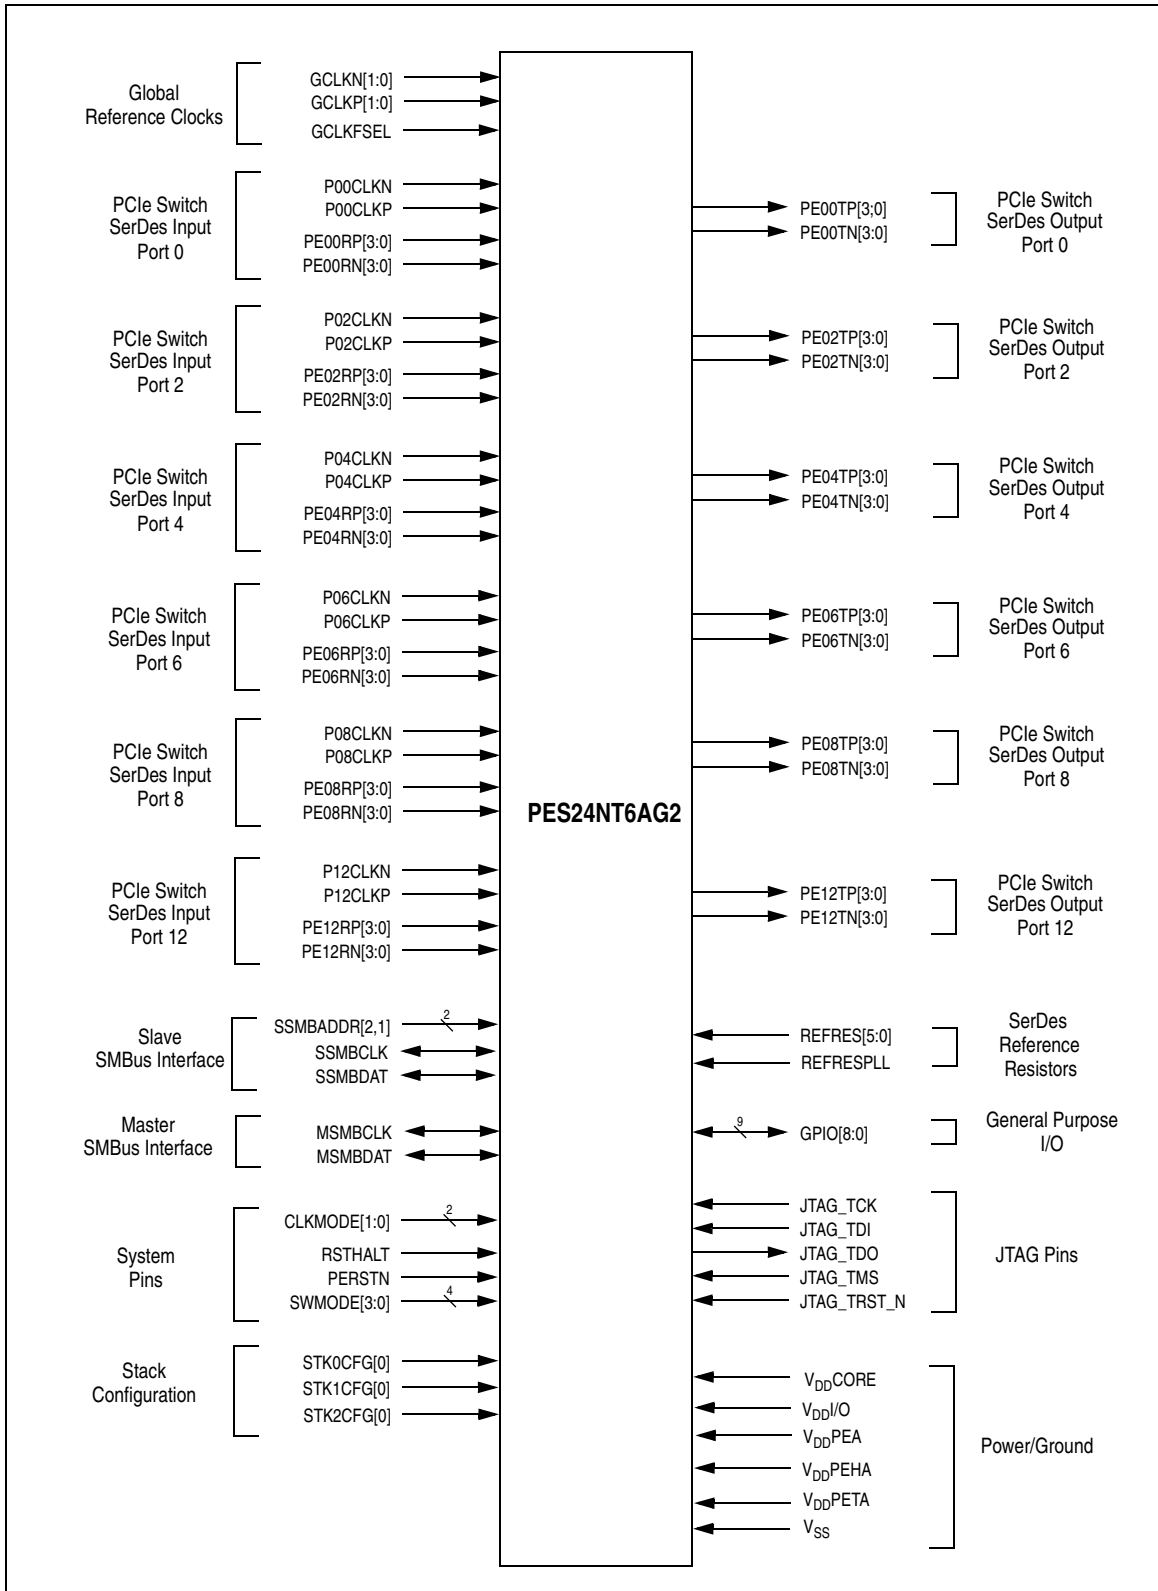 Global
Reference Clocks
GCLKN[1:0]
GCLKP[1:0]
GCLKFSEL
PCIe Switch
SerDes Input
Port 0
P00CLKN
P00CLKP
PE00RP[3:0]
PE00RN[3:0]
PCIe Switch
SerDes Input
Port 2
P02CLKN
P02CLKP
PE02RP[3:0]
PE02RN[3:0]
PCIe Switch
SerDes Input
Port 4
P04CLKN
P04CLKP
PE04RP[3:0]
PE04RN[3:0]
PCIe Switch
SerDes Input
Port 6
P06CLKN
P06CLKP
PE06RP[3:0]
PE06RN[3:0]
PCIe Switch
SerDes Input
Port 8
P08CLKN
P08CLKP
PE08RP[3:0]
PE08RN[3:0]
PCIe Switch
SerDes Input
Port 12
P12CLKN
P12CLKP
PE12RP[3:0]
PE12RN[3:0]
Slave
SMBus Interface
SSMBADDR[2,1]
2
SSMBCLK
SSMBDAT
Master
SMBus Interface
MSMBCLK
MSMBDAT
System
Pins
CLKMODE[1:0]
2
RSTHALT
PERSTN
SWMODE[3:0]
4
Stack
Configuration
STK0CFG[0]
STK1CFG[0]
STK2CFG[0]
PES24NT6AG2
PE00TP[3;0]
PE00TN[3:0]
PCIe Switch
SerDes Output
Port 0
PE02TP[3:0]
PE02TN[3:0]
PCIe Switch
SerDes Output
Port 2
PE04TP[3:0]
PE04TN[3:0]
PCIe Switch
SerDes Output
Port 4
PE06TP[3:0]
PE06TN[3:0]
PCIe Switch
SerDes Output
Port 6
PE08TP[3:0]
PE08TN[3:0]
PCIe Switch
SerDes Output
Port 8
PE12TP[3:0]
PE12TN[3:0]
PCIe Switch
SerDes Output
Port 12
REFRES[5:0]
REFRESPLL
SerDes
Reference
Resistors
9
GPIO[8:0]
General Purpose
I/O
JTAG_TCK
JTAG_TDI
JTAG_TDO
JTAG_TMS
JTAG_TRST_N
JTAG Pins
VDDCORE
VDDI/O
VDDPEA
VDDPEHA
VDDPETA
VSS
Power/Ground